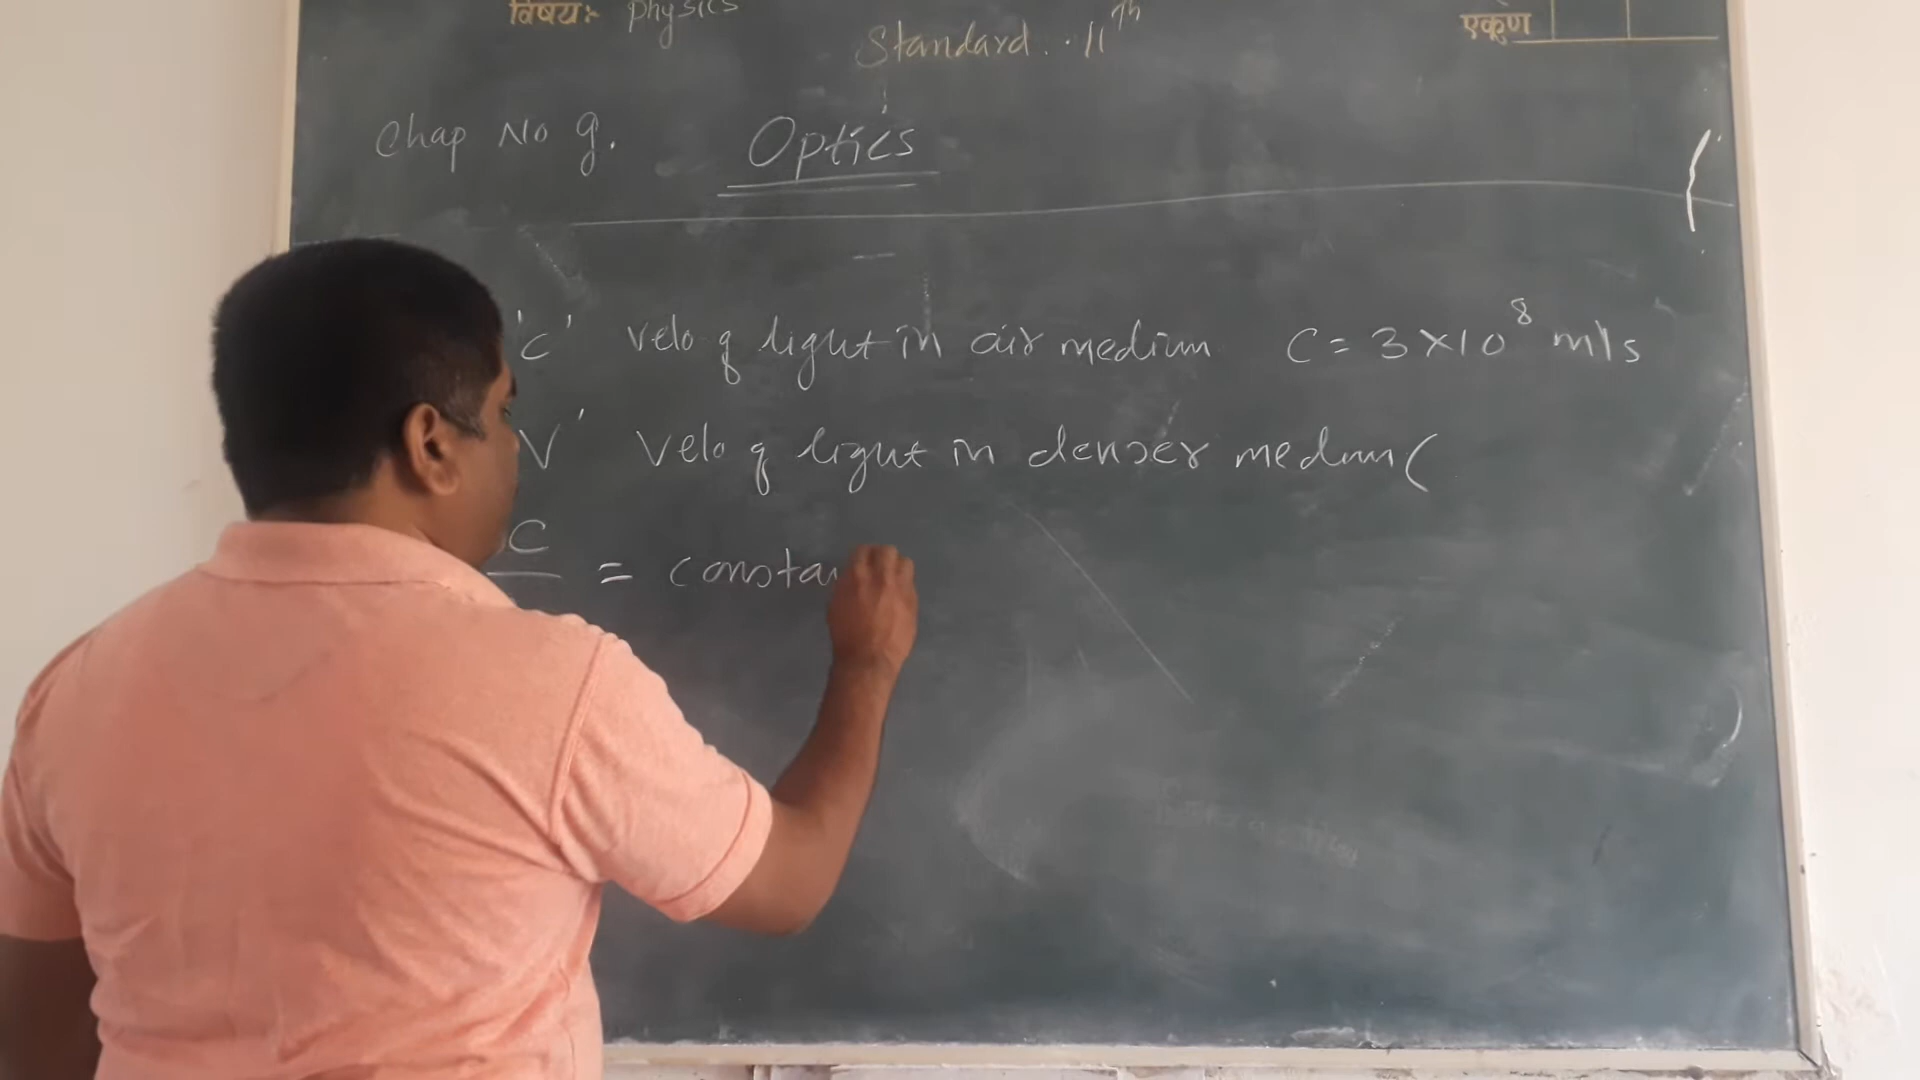 विषय:- Physics
एकूण
Standard. . 11th
Chap No 9. Optics
'c' velo of light in air medium C = 3 × 10⁸ m/s
V' Velo of light in denser medium (
C
— = consta